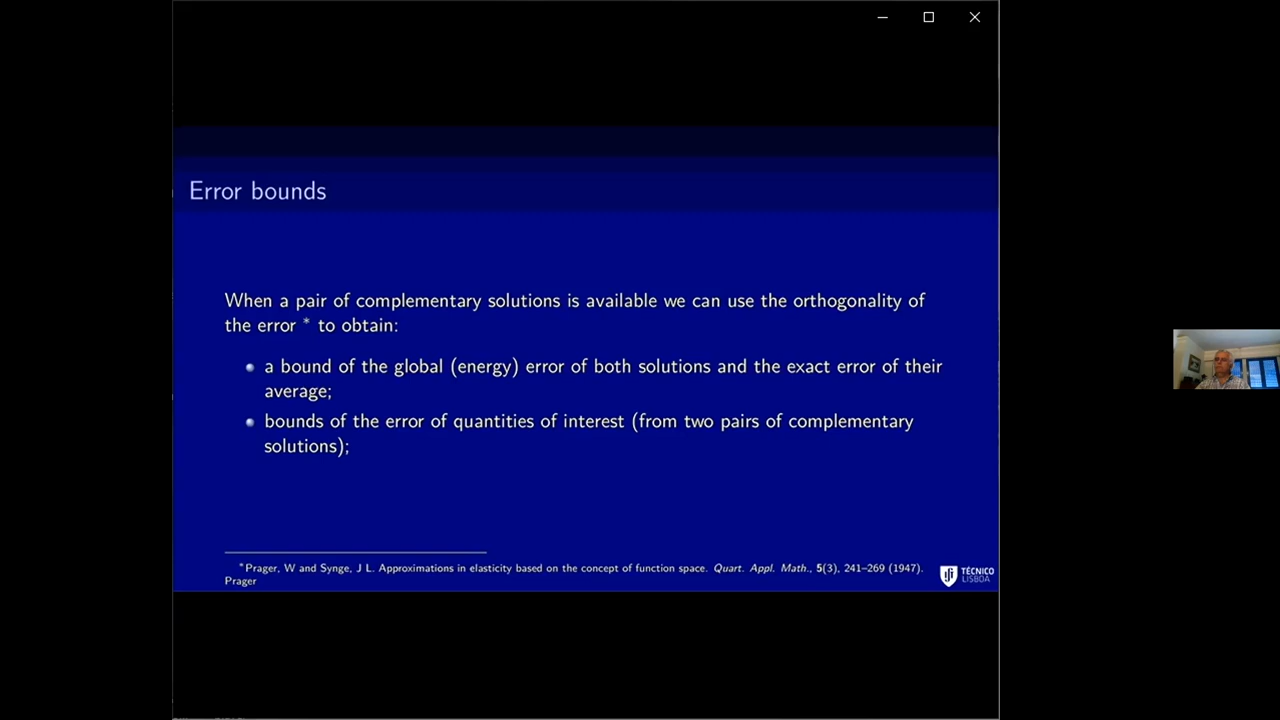 Error bounds
When a pair of complementary solutions is available we can use the orthogonality of
the error * to obtain:
a bound of the global (energy) error of both solutions and the exact error of their
average;
bounds of the error of quantities of interest (from two pairs of complementary
solutions);
*Prager, W and Synge, J L. Approximations in elasticity based on the concept of function space. Quart. Appl. Math., 5(3), 241–269 (1947).
Prager
TÉCNICO
LISBOA